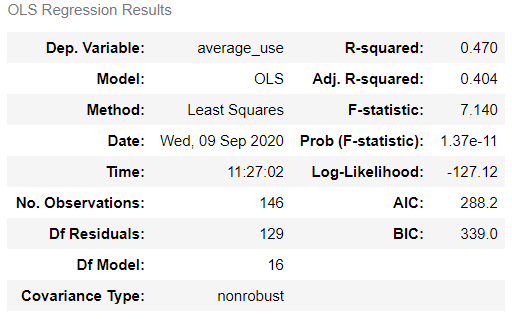 OLS Regression Results
Dep. Variable: average_use R-squared: 0.470
Model: OLS Adj. R-squared: 0.404
Method: Least Squares F-statistic: 7.140
Date: Wed, 09 Sep 2020 Prob (F-statistic): 1.37e-11
Time: 11:27:02 Log-Likelihood: -127.12
No. Observations: 146 AIC: 288.2
Df Residuals: 129 BIC: 339.0
Df Model: 16
Covariance Type: nonrobust